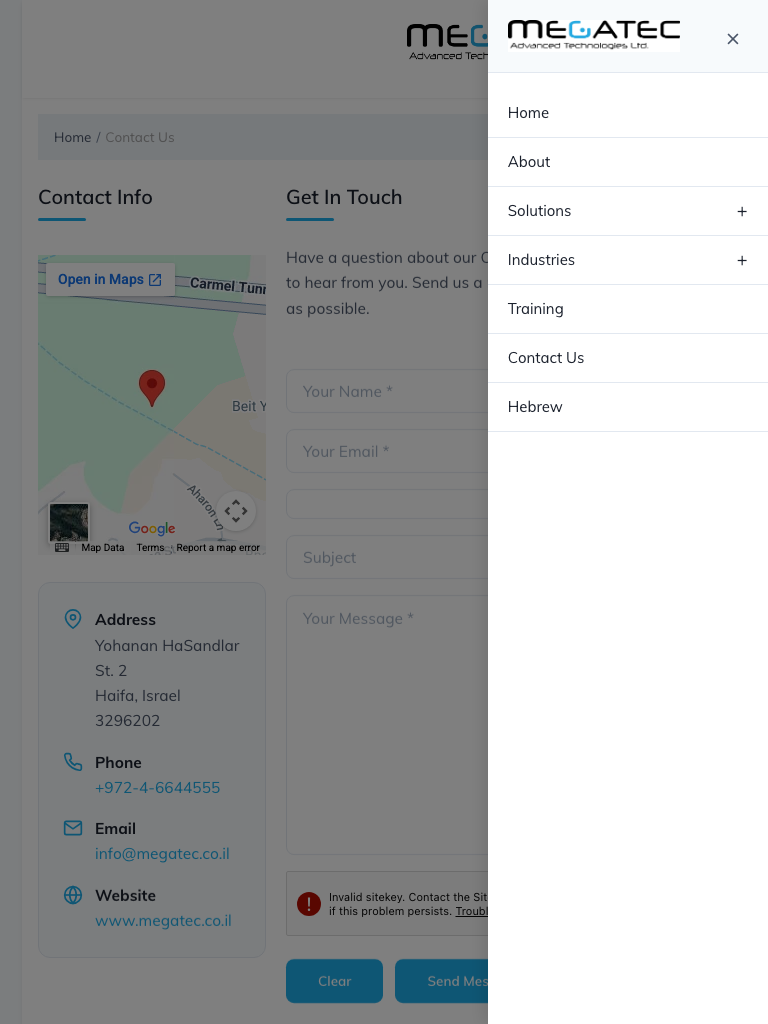 MEGATEC
Advanced Technologies Ltd.
Home
About
Solutions
Industries
Training
Contact Us
Hebrew
Home / Contact Us
Contact Info
Open in Maps
Carmel Tunn
Beit Y
Aharon
Google
Map Data Terms Report a map error
Address
Yohanan HaSandlar
St. 2
Haifa, Israel
3296202
Phone
+972-4-6644555
Email
info@megatec.co.il
Website
www.megatec.co.il
Get In Touch
Have a question about our
to hear from you. Send us a
as possible.
Your Name *
Your Email *
Subject
Your Message *
Invalid sitekey. Contact the Sit
if this problem persists. Troubl
Clear
Send Mes